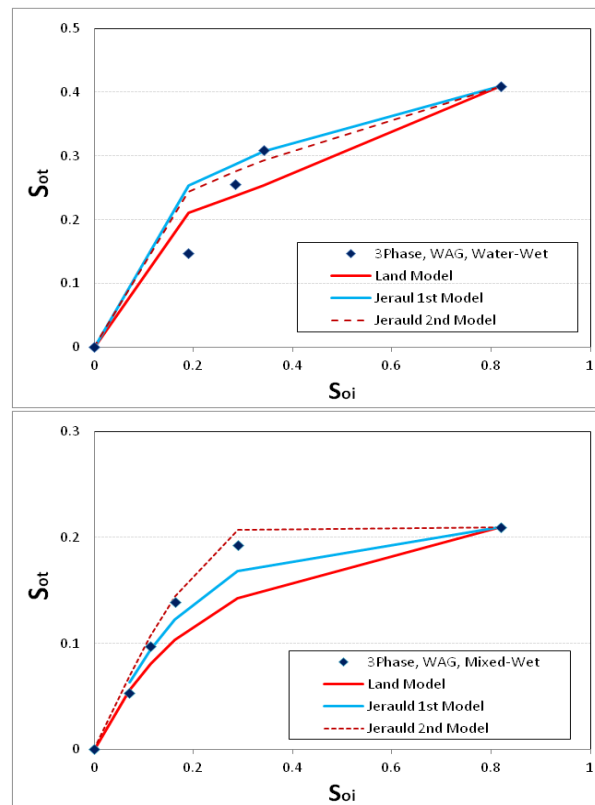 0.5
0.4
0.3
0.2
0.1
0
Sot
3Phase, WAG, Water-Wet
Land Model
Jeraul 1st Model
Jerauld 2nd Model
0 0.2 0.4 0.6 0.8 1
Soi
0.3
0.2
0.1
0
Sot
3Phase, WAG, Mixed-Wet
Land Model
Jerauld 1st Model
Jerauld 2nd Model
0 0.2 0.4 0.6 0.8 1
Soi